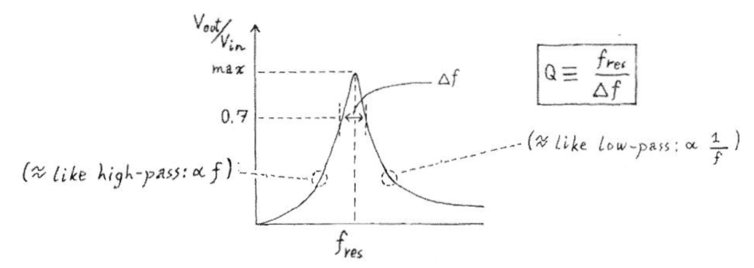 Vout/Vin
max
0.7
Δf
Q ≡ fres/Δf
(≈ like high-pass: ∝ f)
(≈ like low-pass: ∝ 1/f)
fres